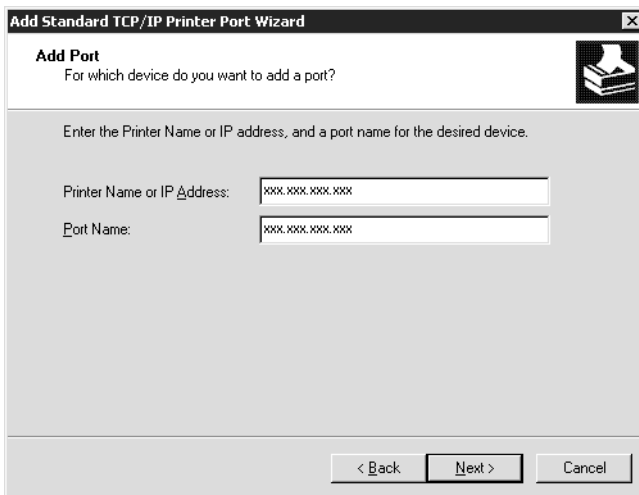 Add Standard TCP/IP Printer Port Wizard
Add Port
For which device do you want to add a port?
Enter the Printer Name or IP address, and a port name for the desired device.
Printer Name or IP Address: xxx.xxx.xxx.xxx
Port Name: xxx.xxx.xxx.xxx
< Back Next > Cancel